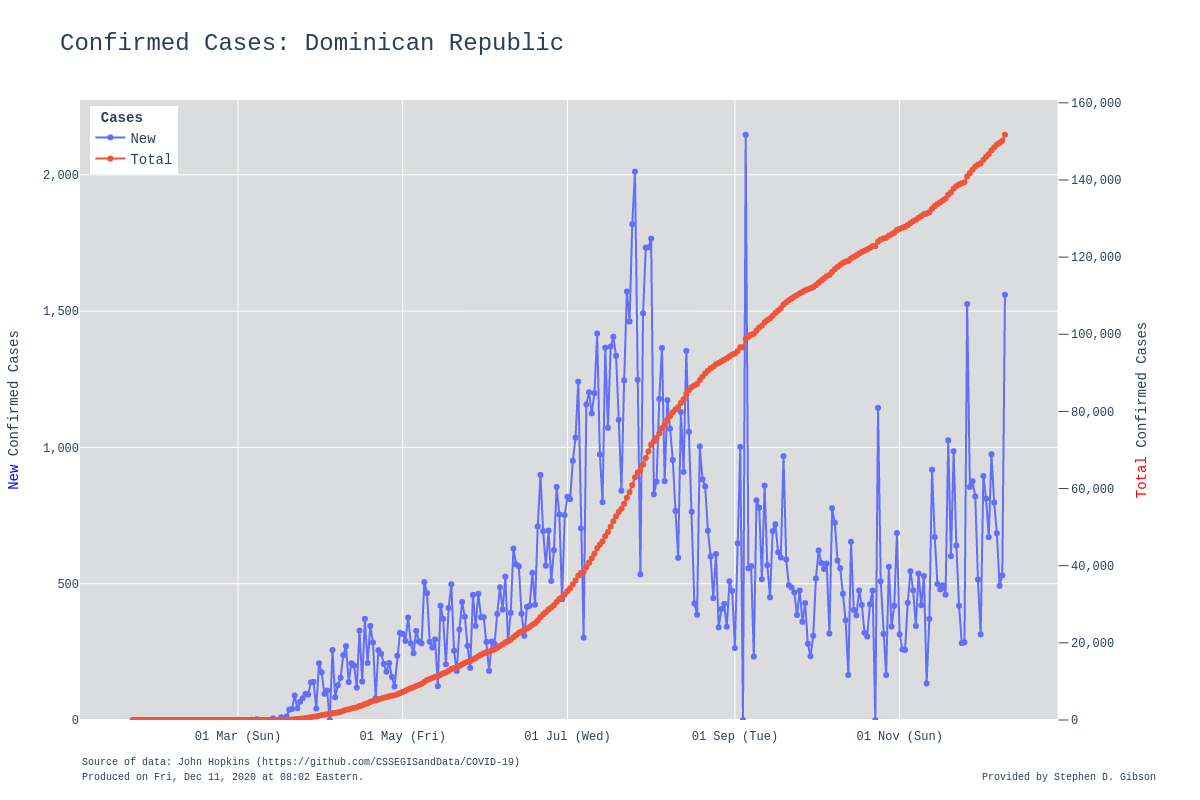 Confirmed Cases: Dominican Republic
Cases
New
Total
2,000
1,500
1,000
500
0
New Confirmed Cases
160,000
140,000
120,000
100,000
80,000
60,000
40,000
20,000
0
Total Confirmed Cases
01 Mar (Sun)
01 May (Fri)
01 Jul (Wed)
01 Sep (Tue)
01 Nov (Sun)
Source of data: John Hopkins (https://github.com/CSSEGISandData/COVID-19)
Produced on Fri, Dec 11, 2020 at 08:02 Eastern.
Provided by Stephen D. Gibson